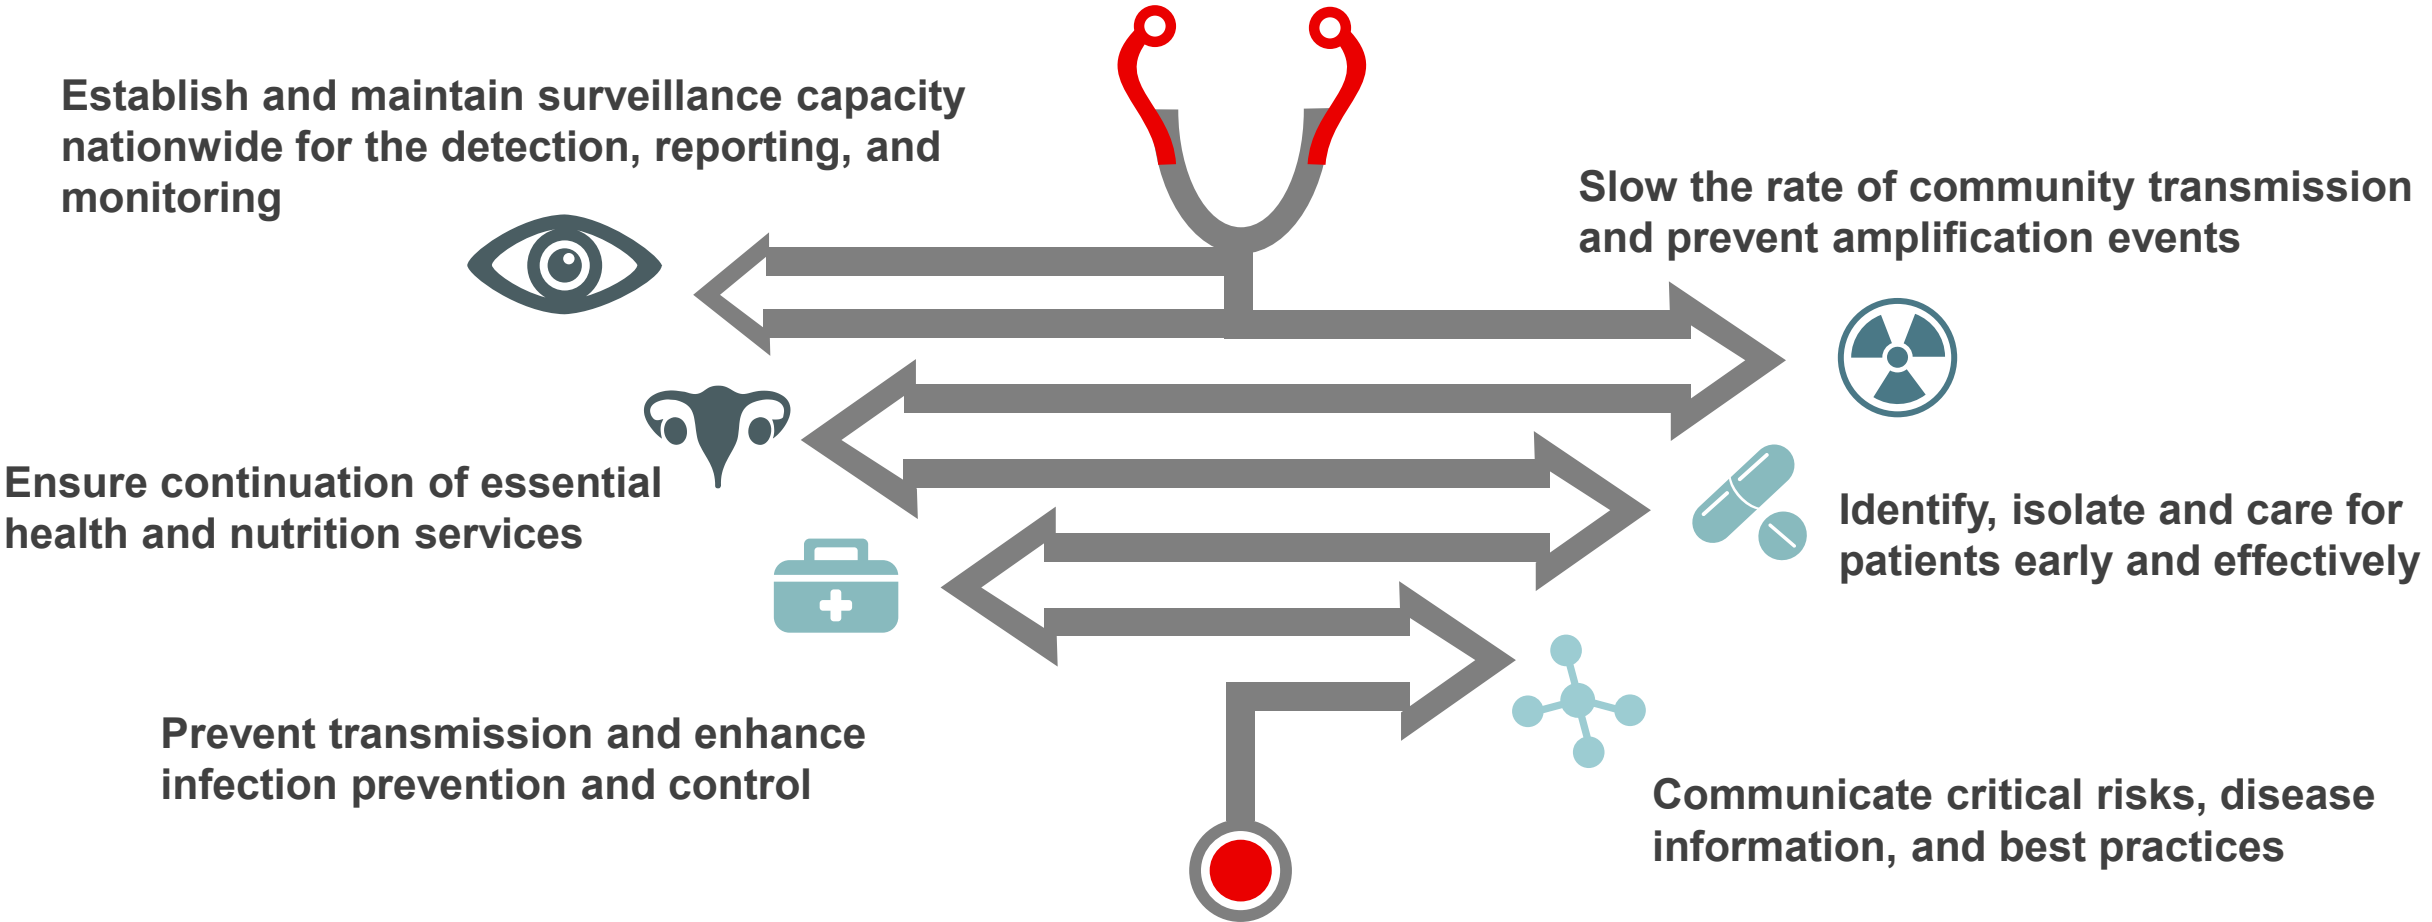 Establish and maintain surveillance capacity
nationwide for the detection, reporting, and
monitoring
Slow the rate of community transmission
and prevent amplification events
Ensure continuation of essential
health and nutrition services
Identify, isolate and care for
patients early and effectively
Prevent transmission and enhance
infection prevention and control
Communicate critical risks, disease
information, and best practices